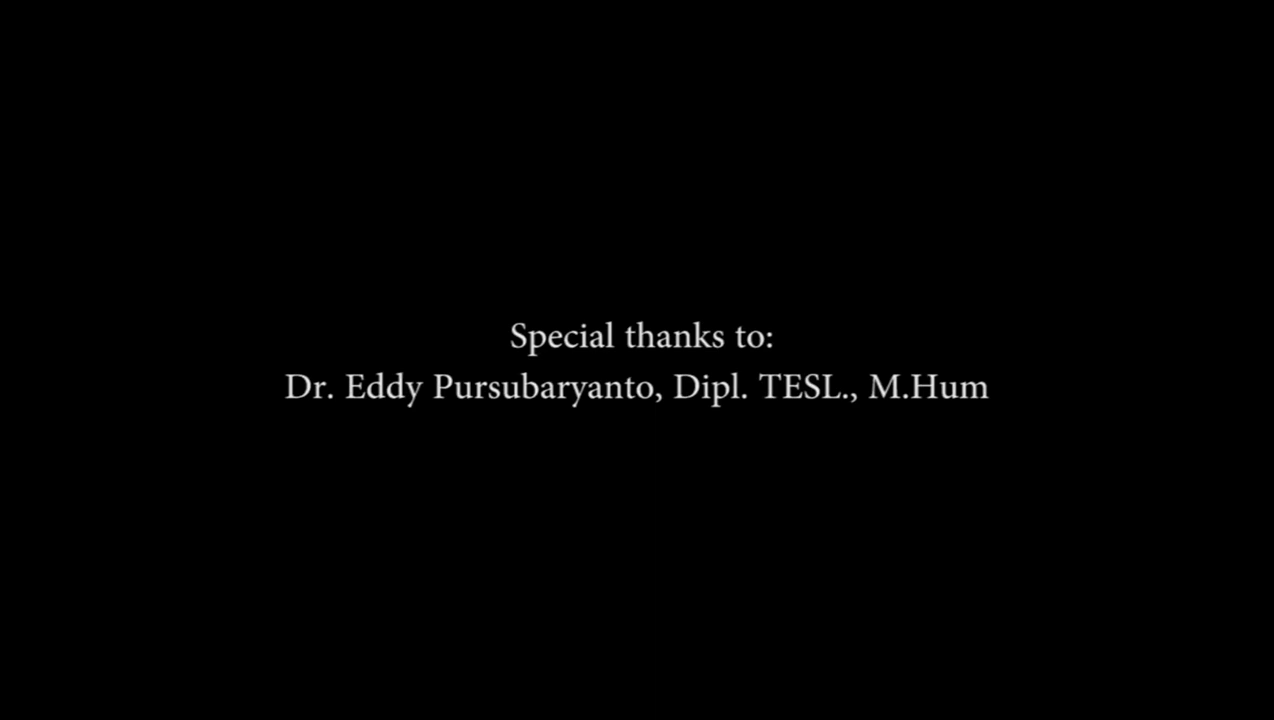 Special thanks to:
Dr. Eddy Pursubaryanto, Dipl. TESL., M.Hum